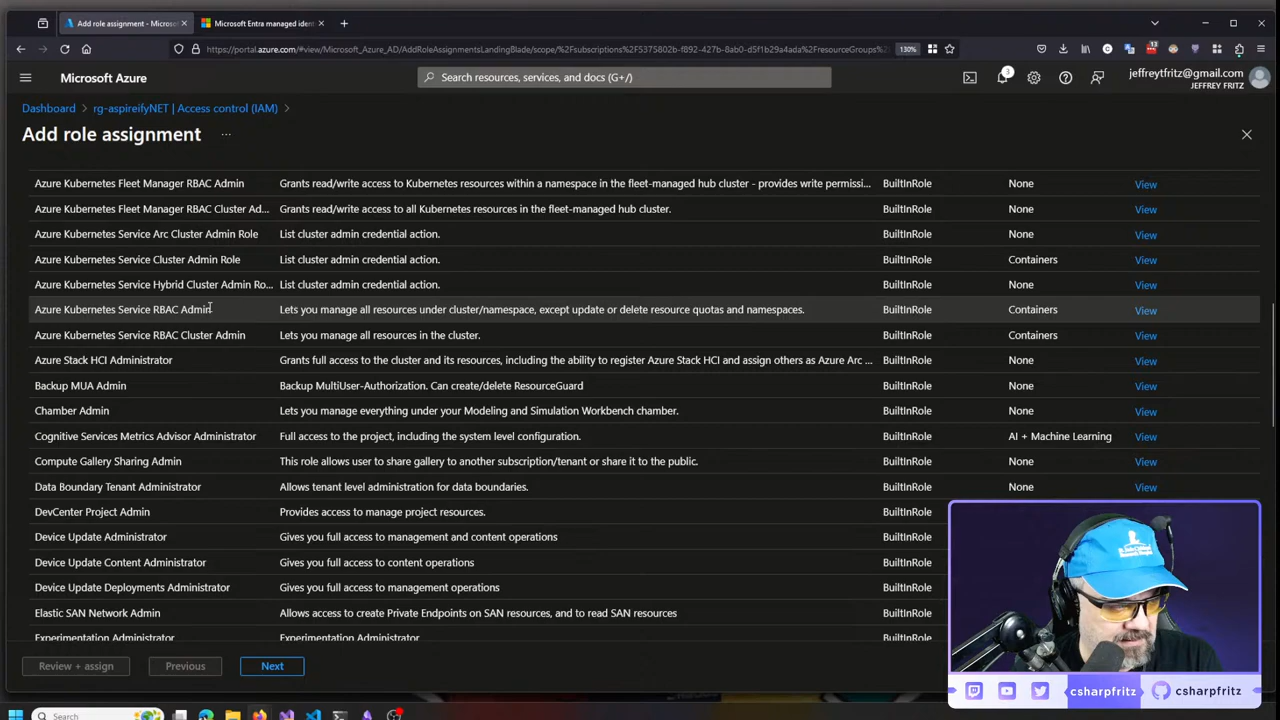 Add role assignment - Microso
Microsoft Entra managed ident
https://portal.azure.com/#view/Microsoft_Azure_AD/AddRoleAssignmentsLandingBlade/scope/%2Fsubscriptions%2F5375802b-f892-427b-8ab0-d5f1b29a4ada%2FresourceGroups%2F
130%
Microsoft Azure
Search resources, services, and docs (G+/)
3
jeffreytfritz@gmail.com
JEFFREY FRITZ
Dashboard
rg-aspireifyNET | Access control (IAM)
Add role assignment
Azure Kubernetes Fleet Manager RBAC Admin Grants read/write access to Kubernetes resources within a namespace in the fleet-managed hub cluster - provides write permissi... BuiltInRole None View
Azure Kubernetes Fleet Manager RBAC Cluster Ad... Grants read/write access to all Kubernetes resources in the fleet-managed hub cluster. BuiltInRole None View
Azure Kubernetes Service Arc Cluster Admin Role List cluster admin credential action. BuiltInRole None View
Azure Kubernetes Service Cluster Admin Role List cluster admin credential action. BuiltInRole Containers View
Azure Kubernetes Service Hybrid Cluster Admin Ro... List cluster admin credential action. BuiltInRole None View
Azure Kubernetes Service RBAC Admin Lets you manage all resources under cluster/namespace, except update or delete resource quotas and namespaces. BuiltInRole Containers View
Azure Kubernetes Service RBAC Cluster Admin Lets you manage all resources in the cluster. BuiltInRole Containers View
Azure Stack HCI Administrator Grants full access to the cluster and its resources, including the ability to register Azure Stack HCI and assign others as Azure Arc ... BuiltInRole None View
Backup MUA Admin Backup MultiUser-Authorization. Can create/delete ResourceGuard BuiltInRole None View
Chamber Admin Lets you manage everything under your Modeling and Simulation Workbench chamber. BuiltInRole None View
Cognitive Services Metrics Advisor Administrator Full access to the project, including the system level configuration. BuiltInRole AI + Machine Learning View
Compute Gallery Sharing Admin This role allows user to share gallery to another subscription/tenant or share it to the public. BuiltInRole None View
Data Boundary Tenant Administrator Allows tenant level administration for data boundaries. BuiltInRole None View
DevCenter Project Admin Provides access to manage project resources. BuiltInRole
Device Update Administrator Gives you full access to management and content operations BuiltInRole
Device Update Content Administrator Gives you full access to content operations BuiltInRole
Device Update Deployments Administrator Gives you full access to management operations BuiltInRole
Elastic SAN Network Admin Allows access to create Private Endpoints on SAN resources, and to read SAN resources BuiltInRole
Experimentation Administrator Experimentation Administrator BuiltInRole
Review + assign
Previous
Next
csharpfritz
csharpfritz
Search